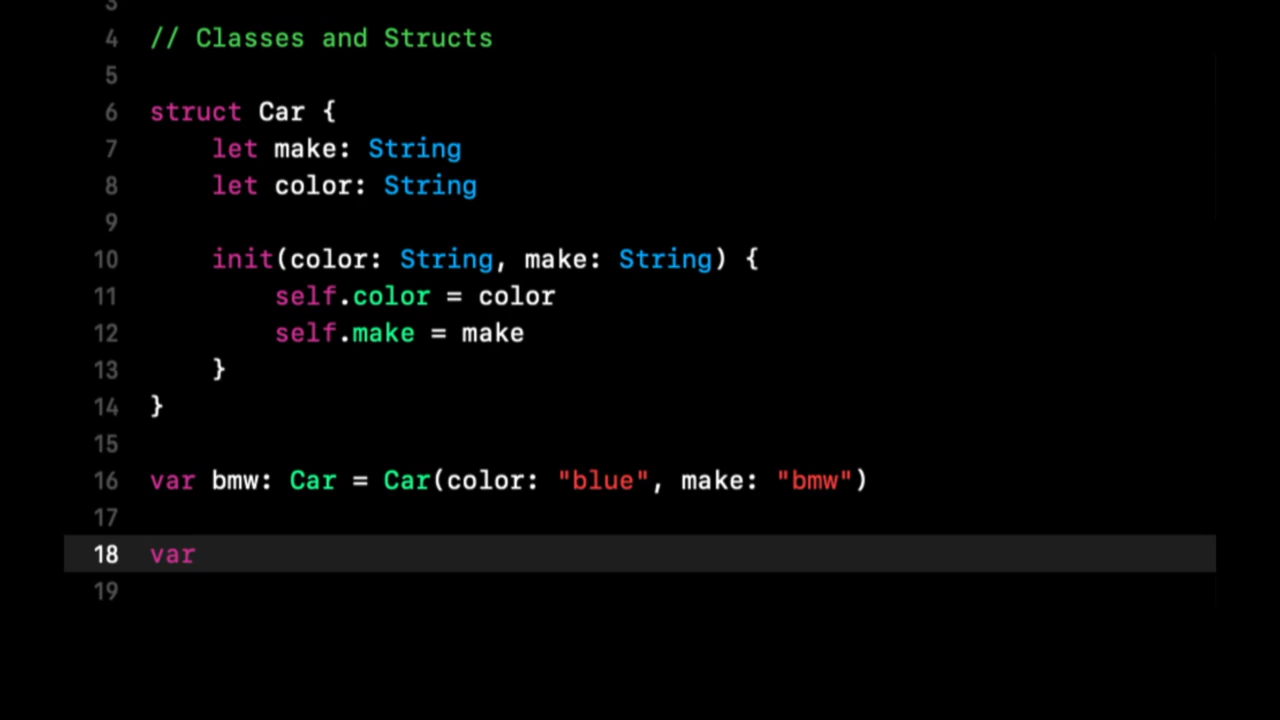 3
4 // Classes and Structs
5
6 struct Car {
7 let make: String
8 let color: String
9
10 init(color: String, make: String) {
11 self.color = color
12 self.make = make
13 }
14 }
15
16 var bmw: Car = Car(color: "blue", make: "bmw")
17
18 var
19